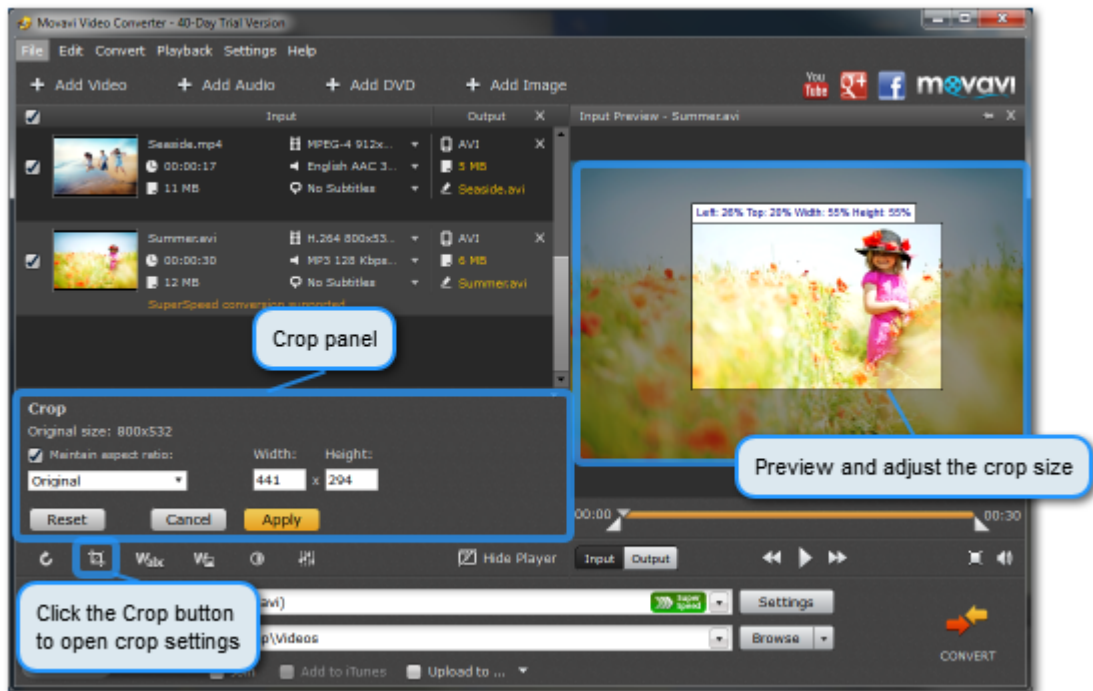 Movavi Video Converter - 40-Day Trial Version
File Edit Convert Playback Settings Help
+ Add Video + Add Audio + Add DVD + Add Image
You Tube g+ f movavi
Input Output X
Input Preview - Summer.avi X
Seaside.mp4 MPEG-4 912x... AVI X
00:00:17 English AAC 3... 5 MB
11 MB No Subtitles Seaside.avi
Left: 26% Top: 20% Width: 55% Height: 55%
Summer.avi H.264 800x53... AVI X
00:00:30 MP3 128 Kbps... 6 MB
12 MB No Subtitles Summer.avi
SuperSpeed conversion supported
Crop panel
Crop
Original size: 800x532
Maintain aspect ratio: Width: Height:
Original 441 x 294
Preview and adjust the crop size
Reset Cancel Apply
00:00 00:30
Wabc Hide Player Input Output
Click the Crop button
to open crop settings
avi) Super Speed Settings
p\Videos Browse
Add to iTunes Upload to ...
CONVERT